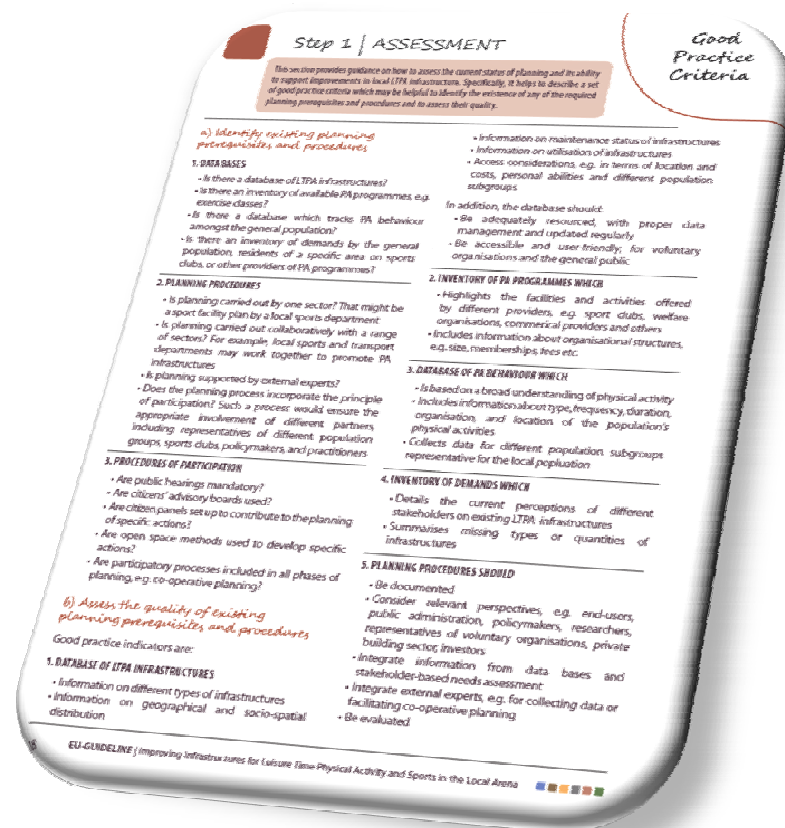 Step 1 | ASSESSMENT
Good
Practice
Criteria
This section provides guidance on how to assess the current status of planning and its ability
to support improvements in local LTPA infrastructure. Specifically, it helps to describe a set
of good practice criteria which may be helpful to identify the existence of any of the required
planning prerequisites and procedures and to assess their quality.
a) Identify existing planning
prerequisites and procedures
1. DATABASES
• Is there a database of LTPA infrastructures?
• Is there an inventory of available PA programmes, e.g.
exercise classes?
• Is there a database which tracks PA behaviour
amongst the general population?
• Is there an inventory of demands by the general
population, residents of a specific area on sports
clubs, or other providers of PA programmes?
2. PLANNING PROCEDURES
• Is planning carried out by one sector? That might be
a sport facility plan by a local sports department
• Is planning carried out collaboratively with a range
of sectors? For example, local sports and transport
departments may work together to promote PA
infrastructures
• Is planning supported by external experts?
• Does the planning process incorporate the principle
of participation? Such a process would ensure the
appropriate involvement of different partners,
including representatives of different population
groups, sports clubs, policymakers, and practitioners
3. PROCEDURES OF PARTICIPATION
• Are public hearings mandatory?
• Are citizens' advisory boards used?
• Are citizen panels set up to contribute to the planning
of specific actions?
• Are open space methods used to develop specific
actions?
• Are participatory processes included in all phases of
planning, e.g. co-operative planning?
b) Assess the quality of existing
planning prerequisites and procedures
Good practice indicators are:
1. DATABASE OF LTPA INFRASTRUCTURES
• Information on different types of infrastructures
• Information on geographical and socio-spatial
distribution
• Information on maintenance status of infrastructures
• Information on utilisation of infrastructures
• Access considerations, e.g. in terms of location and
costs, personal abilities and different population
subgroups
In addition, the database should:
• Be adequately resourced, with proper data
management and updated regularly
• Be accessible and user-friendly, for voluntary
organisations and the general public
2. INVENTORY OF PA PROGRAMMES WHICH
• Highlights the facilities and activities offered
by different providers, e.g. sport clubs, welfare
organisations, commerical providers and others
• Includes information about organisational structures,
e.g. size, memberships, fees etc.
3. DATABASE OF PA BEHAVIOUR WHICH
• Is based on a broad understanding of physical activity
• Includes information about type, frequency, duration,
organisation, and location of the population's
physical activities
• Collects data for different population subgroups
representative for the local popluation
4. INVENTORY OF DEMANDS WHICH
• Details the current perceptions of different
stakeholders on existing LTPA infrastructures
• Summarises missing types or quantities of
infrastructures
5. PLANNING PROCEDURES SHOULD
• Be documented
• Consider relevant perspectives, e.g. end-users,
public administration, policymakers, researchers,
representatives of voluntary organisations, private
building sector, investors
• Integrate information from data bases and
stakeholder-based needs assessment
• Integrate external experts, e.g. for collecting data or
facilitating co-operative planning
• Be evaluated
EU-GUIDELINE | Improving Infrastructures for Leisure Time Physical Activity and Sports in the Local Arena